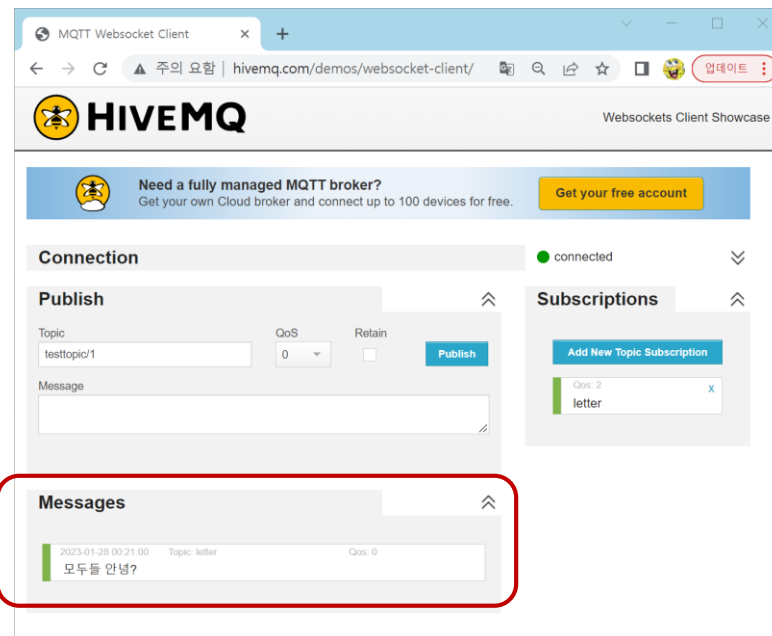 MQTT Websocket Client
주의 요함 | hivemq.com/demos/websocket-client/
업데이트
HIVEMQ
Websockets Client Showcase
Need a fully managed MQTT broker?
Get your own Cloud broker and connect up to 100 devices for free.
Get your free account
Connection
connected
Publish
Subscriptions
Topic QoS Retain
testtopic/1 0 Publish
Add New Topic Subscription
Message
Qos: 2 x
letter
Messages
2023-01-28 00:21:00 Topic: letter Qos: 0
모두들 안녕?